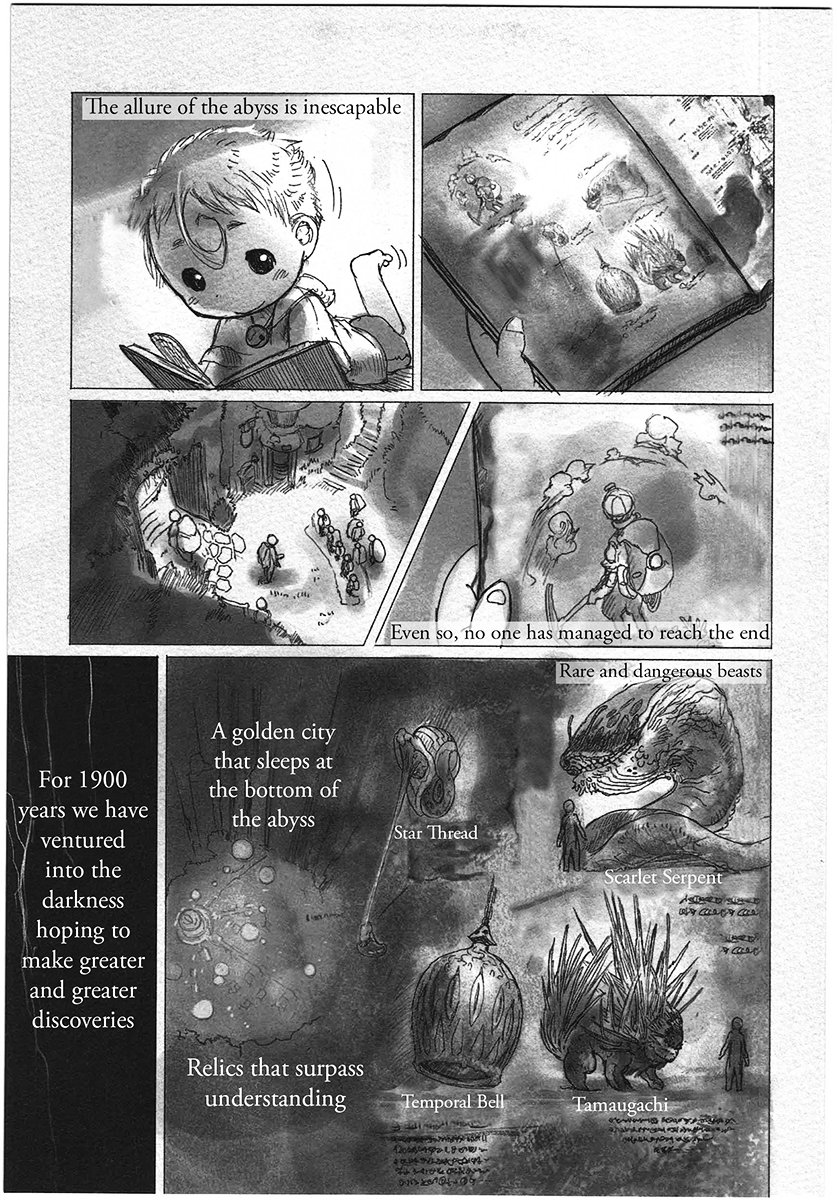 The allure of the abyss is inescapable
Even so, no one has managed to reach the end
For 1900
years we have
ventured
into the
darkness
hoping to
make greater
and greater
discoveries
A golden city
that sleeps at
the bottom of
the abyss
Star Thread
Rare and dangerous beasts
Scarlet Serpent
Relics that surpass
understanding
Temporal Bell
Tamaugachi